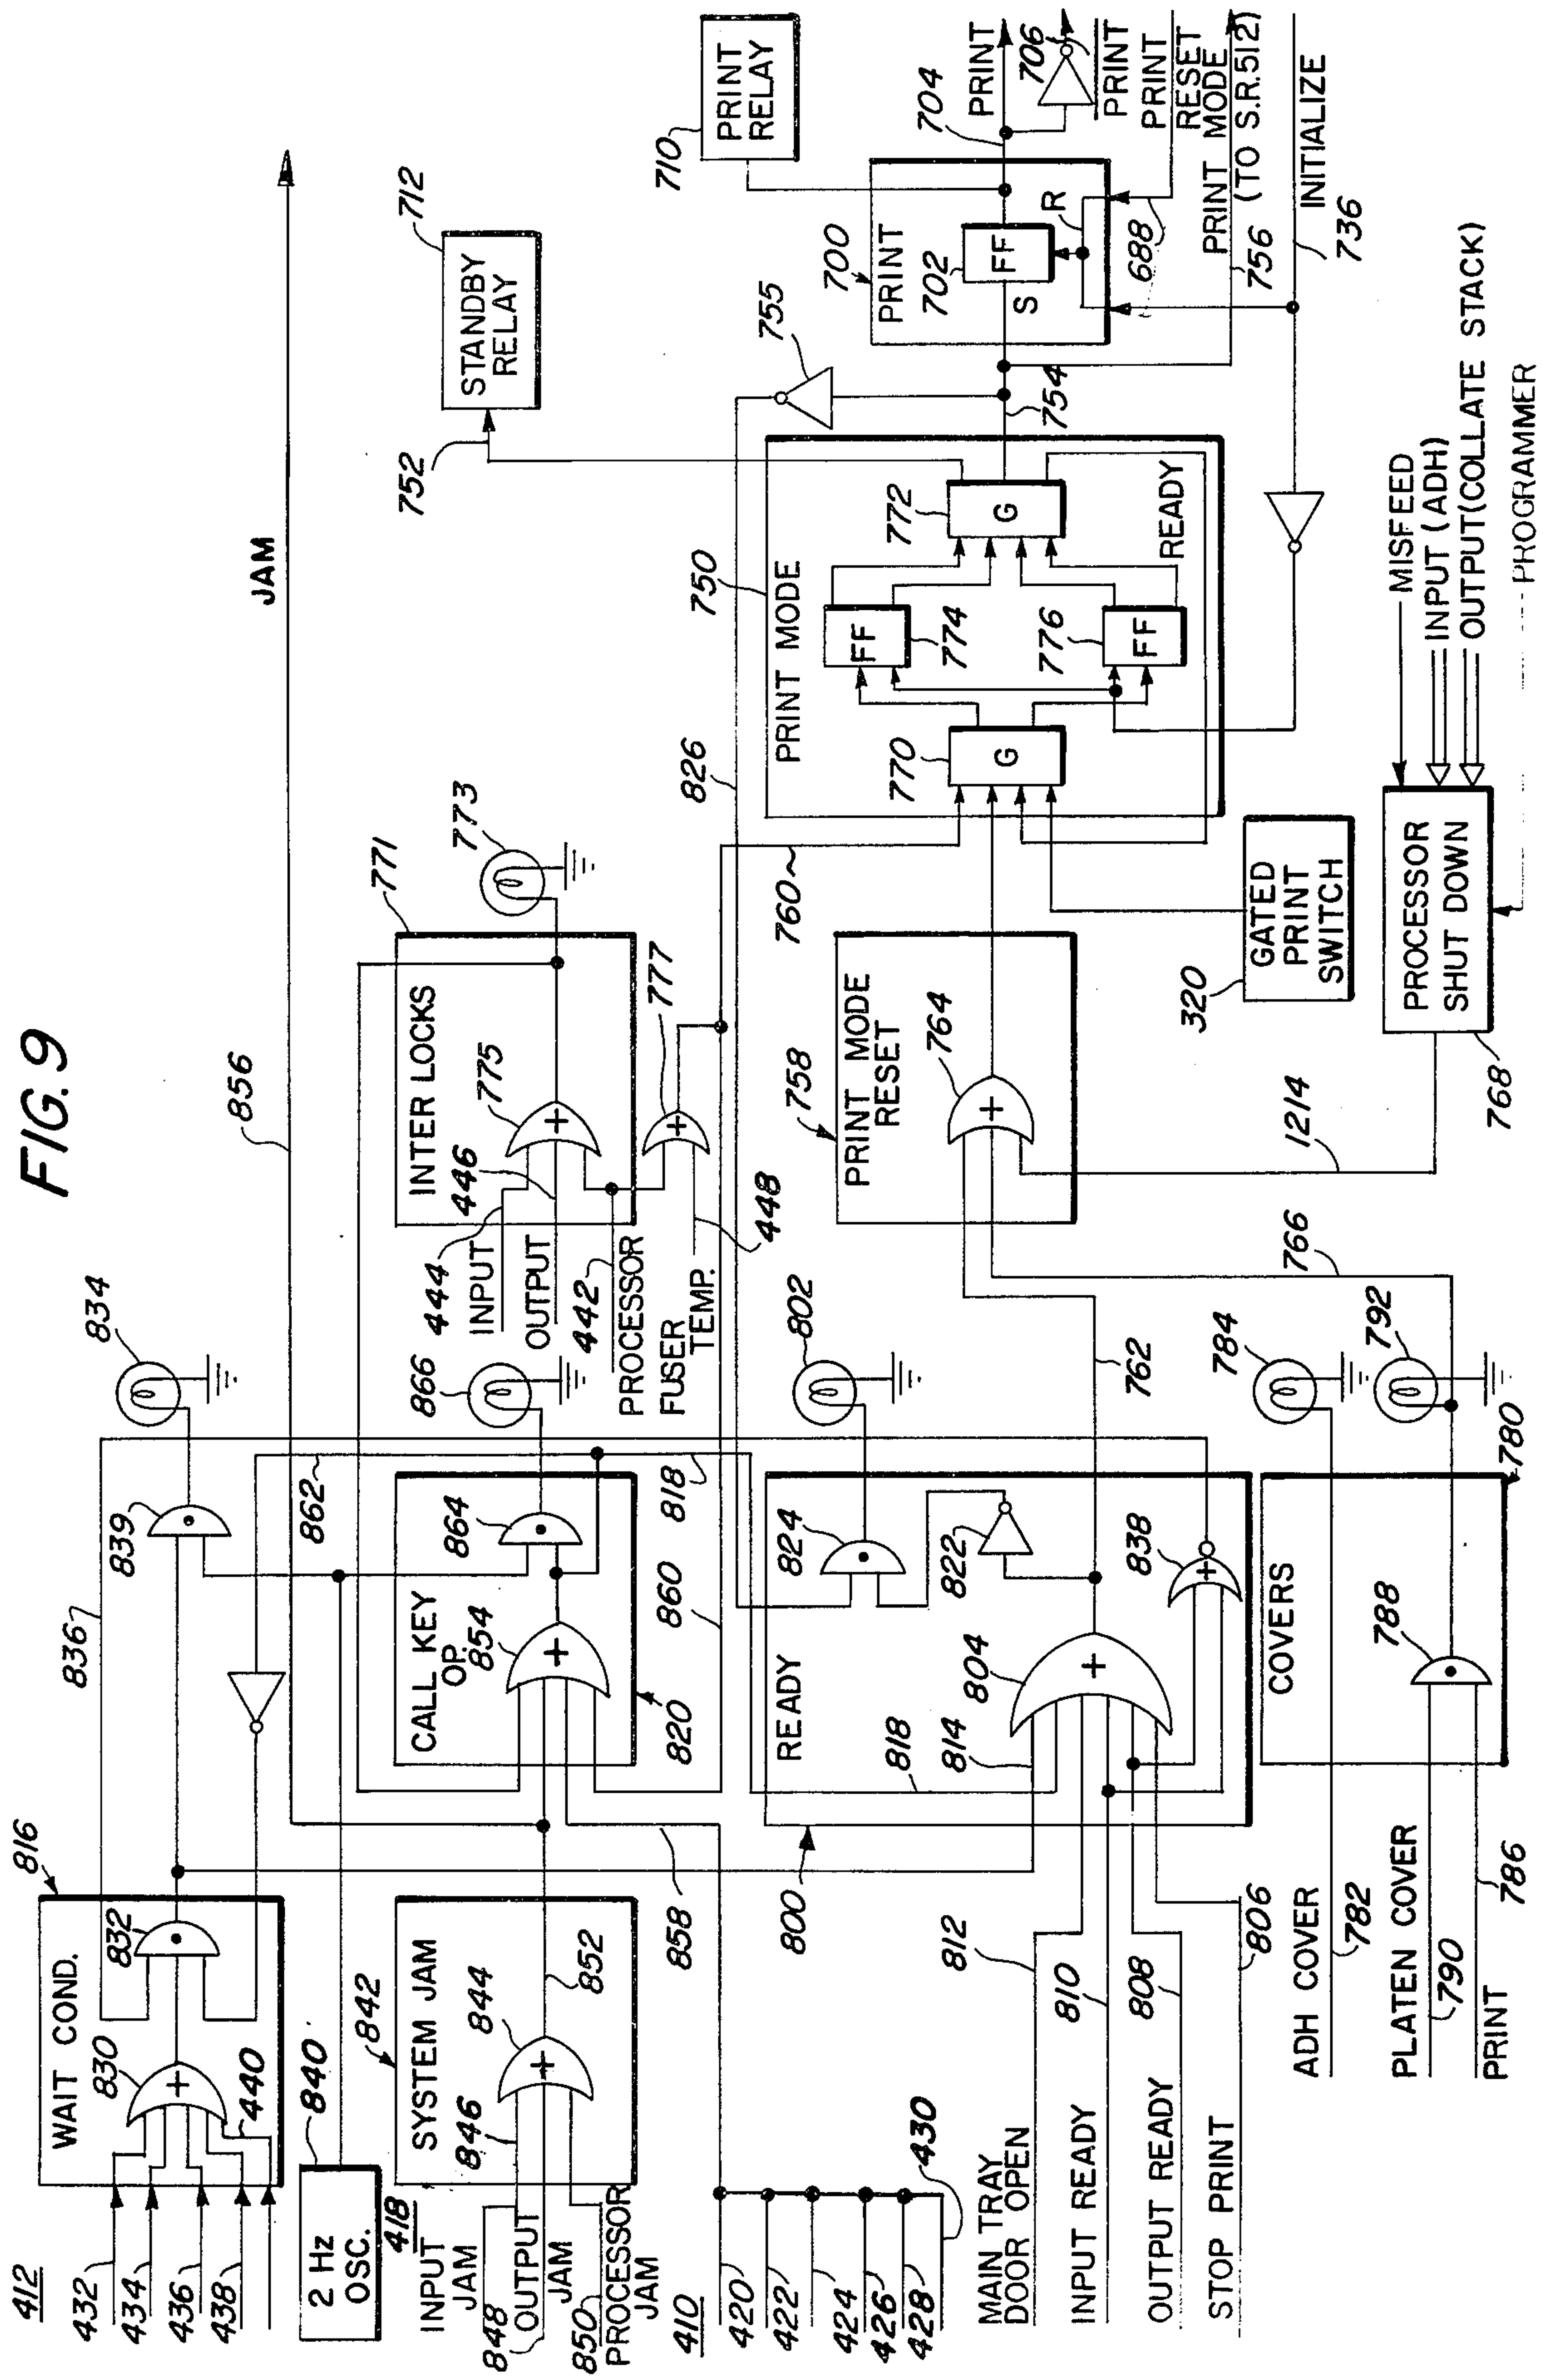 FIG. 9
412
432
434
436
438
440
WAIT COND.
816
830
832
836
839
834
862
856
JAM
2 Hz
OSC.
840
SYSTEM JAM
842
844
846
418
INPUT
JAM
848
OUTPUT
JAM
850
PROCESSOR
JAM
852
858
CALL KEY
OP.
854
864
866
820
860
818
INTER LOCKS
771
773
775
777
444
INPUT
446
OUTPUT
442
PROCESSOR
FUSER
TEMP.
448
410
420
422
424
426
428
430
READY
800
804
814
818
822
824
838
802
762
826
MAIN TRAY
DOOR OPEN
812
INPUT READY
810
OUTPUT READY
808
STOP PRINT
806
COVERS
780
784
788
792
766
ADH COVER
782
PLATEN COVER
790
PRINT
786
PRINT MODE
RESET
758
764
1214
760
GATED
PRINT
SWITCH
320
PROCESSOR
SHUT DOWN
768
MISFEED
INPUT (ADH)
OUTPUT(COLLATE STACK)
PROGRAMMER
PRINT MODE
750
770
G
FF
774
776
FF
772
G
READY
752
STANDBY
RELAY
712
754
755
PRINT
700
702
FF
S
R
688
PRINT
RELAY
710
704
PRINT
706
PRINT
PRINT
RESET
PRINT MODE
(TO S.R.512)
756
INITIALIZE
736